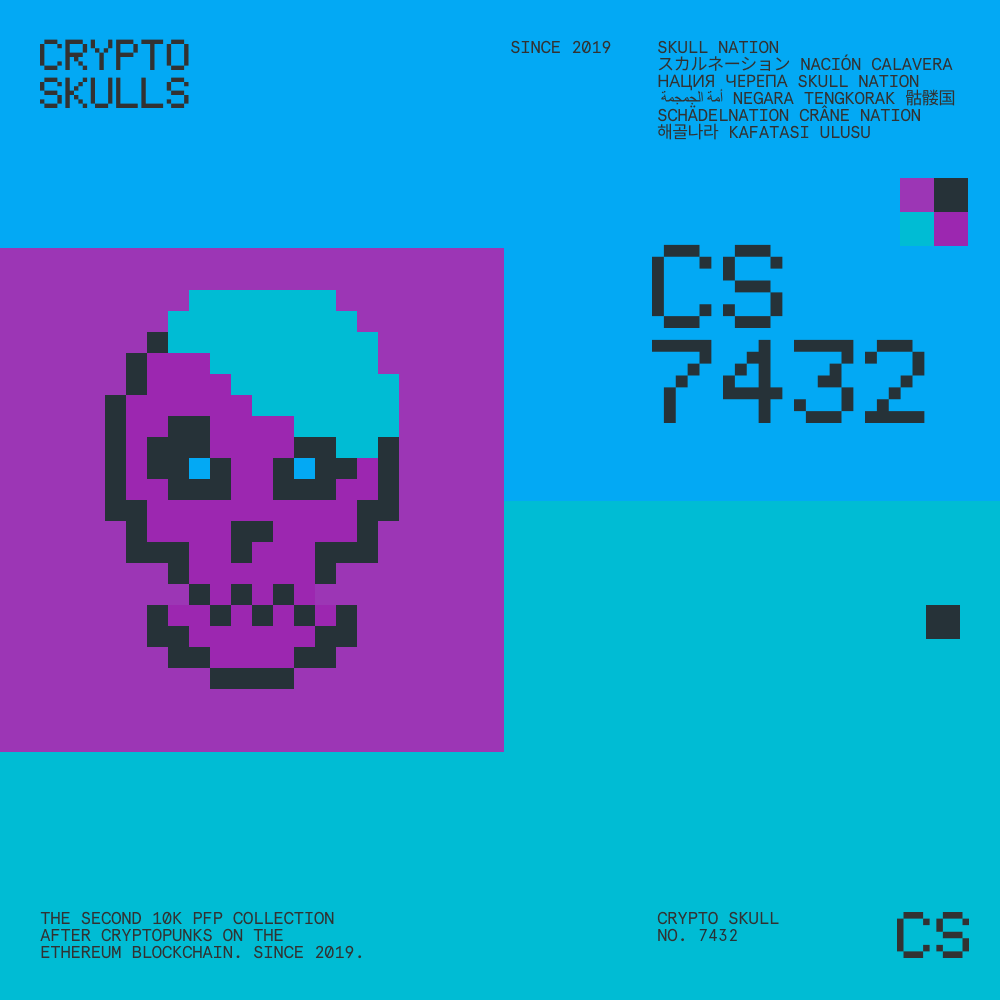 CRYPTO
SKULLS
SINCE 2019
SKULL NATION
スカルネーション NACIÓN CALAVERA
НАЦИЯ ЧЕРЕПА SKULL NATION
أمة الجمجمة NEGARA TENGKORAK 骷髅国
SCHÄDELNATION CRÂNE NATION
해골나라 KAFATASI ULUSU
CS
7432
THE SECOND 10K PFP COLLECTION
AFTER CRYPTOPUNKS ON THE
ETHEREUM BLOCKCHAIN. SINCE 2019.
CRYPTO SKULL
NO. 7432
CS